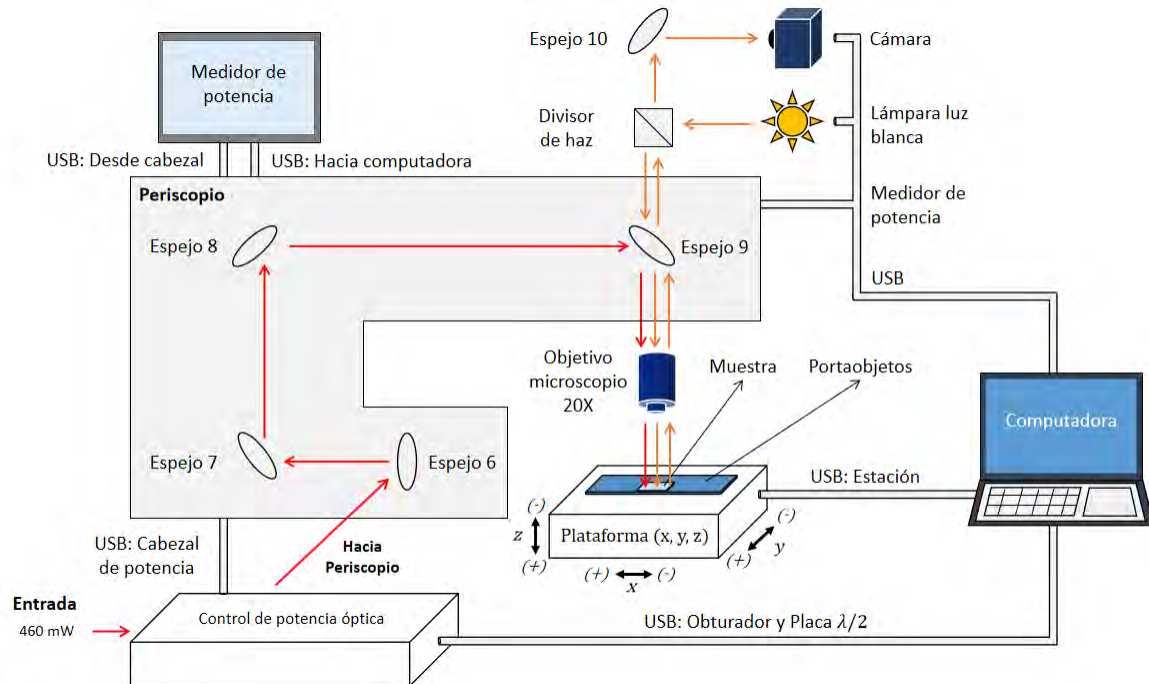 Espejo 10
Cámara
Medidor de
potencia
Divisor
de haz
Lámpara luz
blanca
USB: Desde cabezal
USB: Hacia computadora
Periscopio
Medidor de
potencia
Espejo 8
Espejo 9
USB
Objetivo
microscopio
20X
Muestra
Portaobjetos
Computadora
Espejo 7
Espejo 6
USB: Estación
(-)
z
(+)
Plataforma (x, y, z)
(-)
y
(+)
(+)
x
(-)
USB: Cabezal
de potencia
Hacia
Periscopio
Entrada
460 mW
Control de potencia óptica
USB: Obturador y Placa λ/2